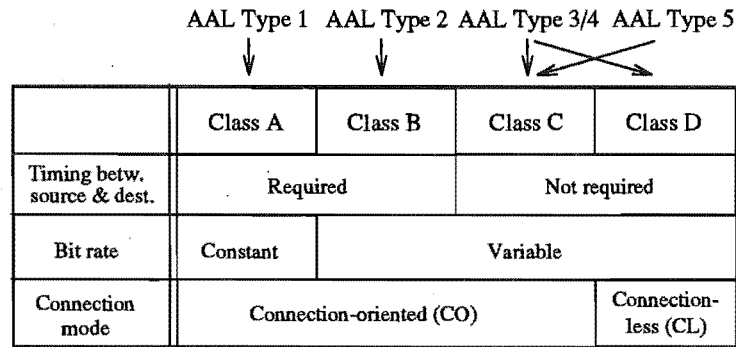 AAL Type 1 AAL Type 2 AAL Type 3/4 AAL Type 5
Class A Class B Class C Class D
Timing betw.
source & dest.
Required Not required
Bit rate Constant Variable
Connection
mode
Connection-oriented (CO)
Connection-
less (CL)